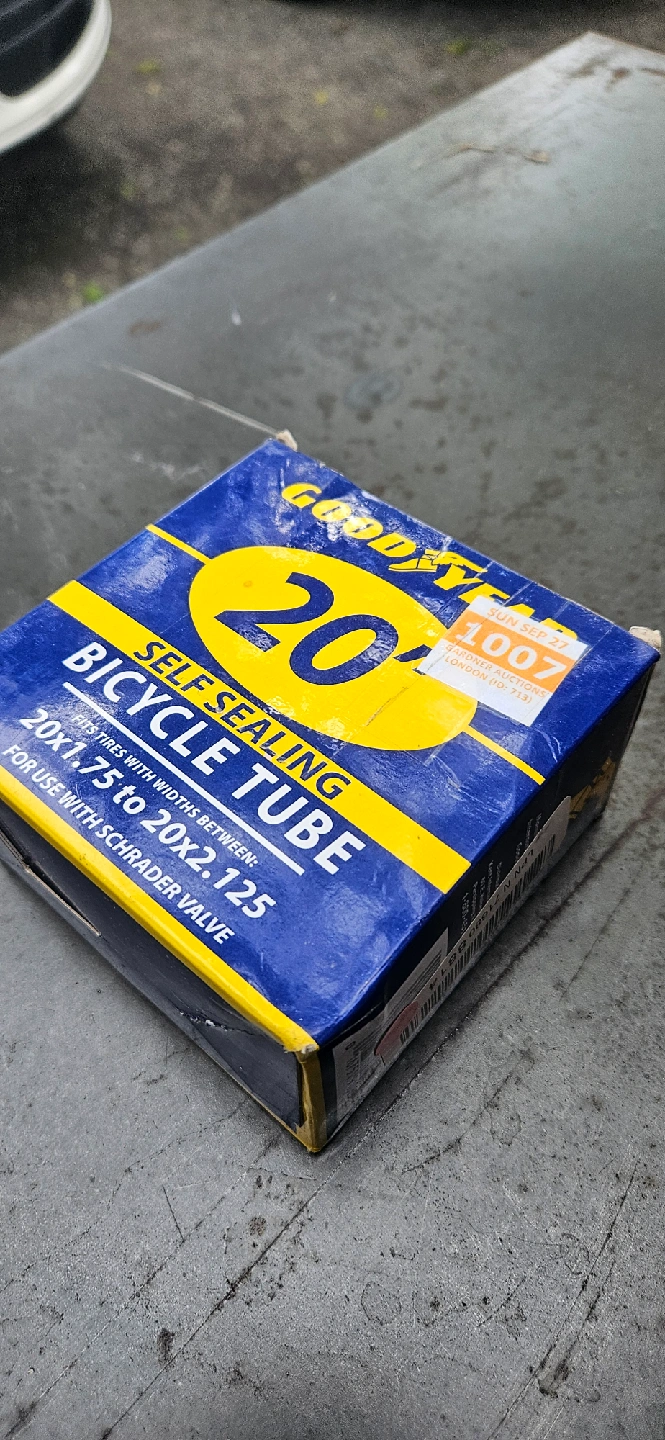 GOODYEAR
20"
SUN SEP 27
1007
GARDNER AUCTIONS
LONDON (ID: 713)
SELF SEALING
BICYCLE TUBE
FITS TIRES WITH WIDTHS BETWEEN:
20x1.75 to 20x2.125
FOR USE WITH SCHRADER VALVE